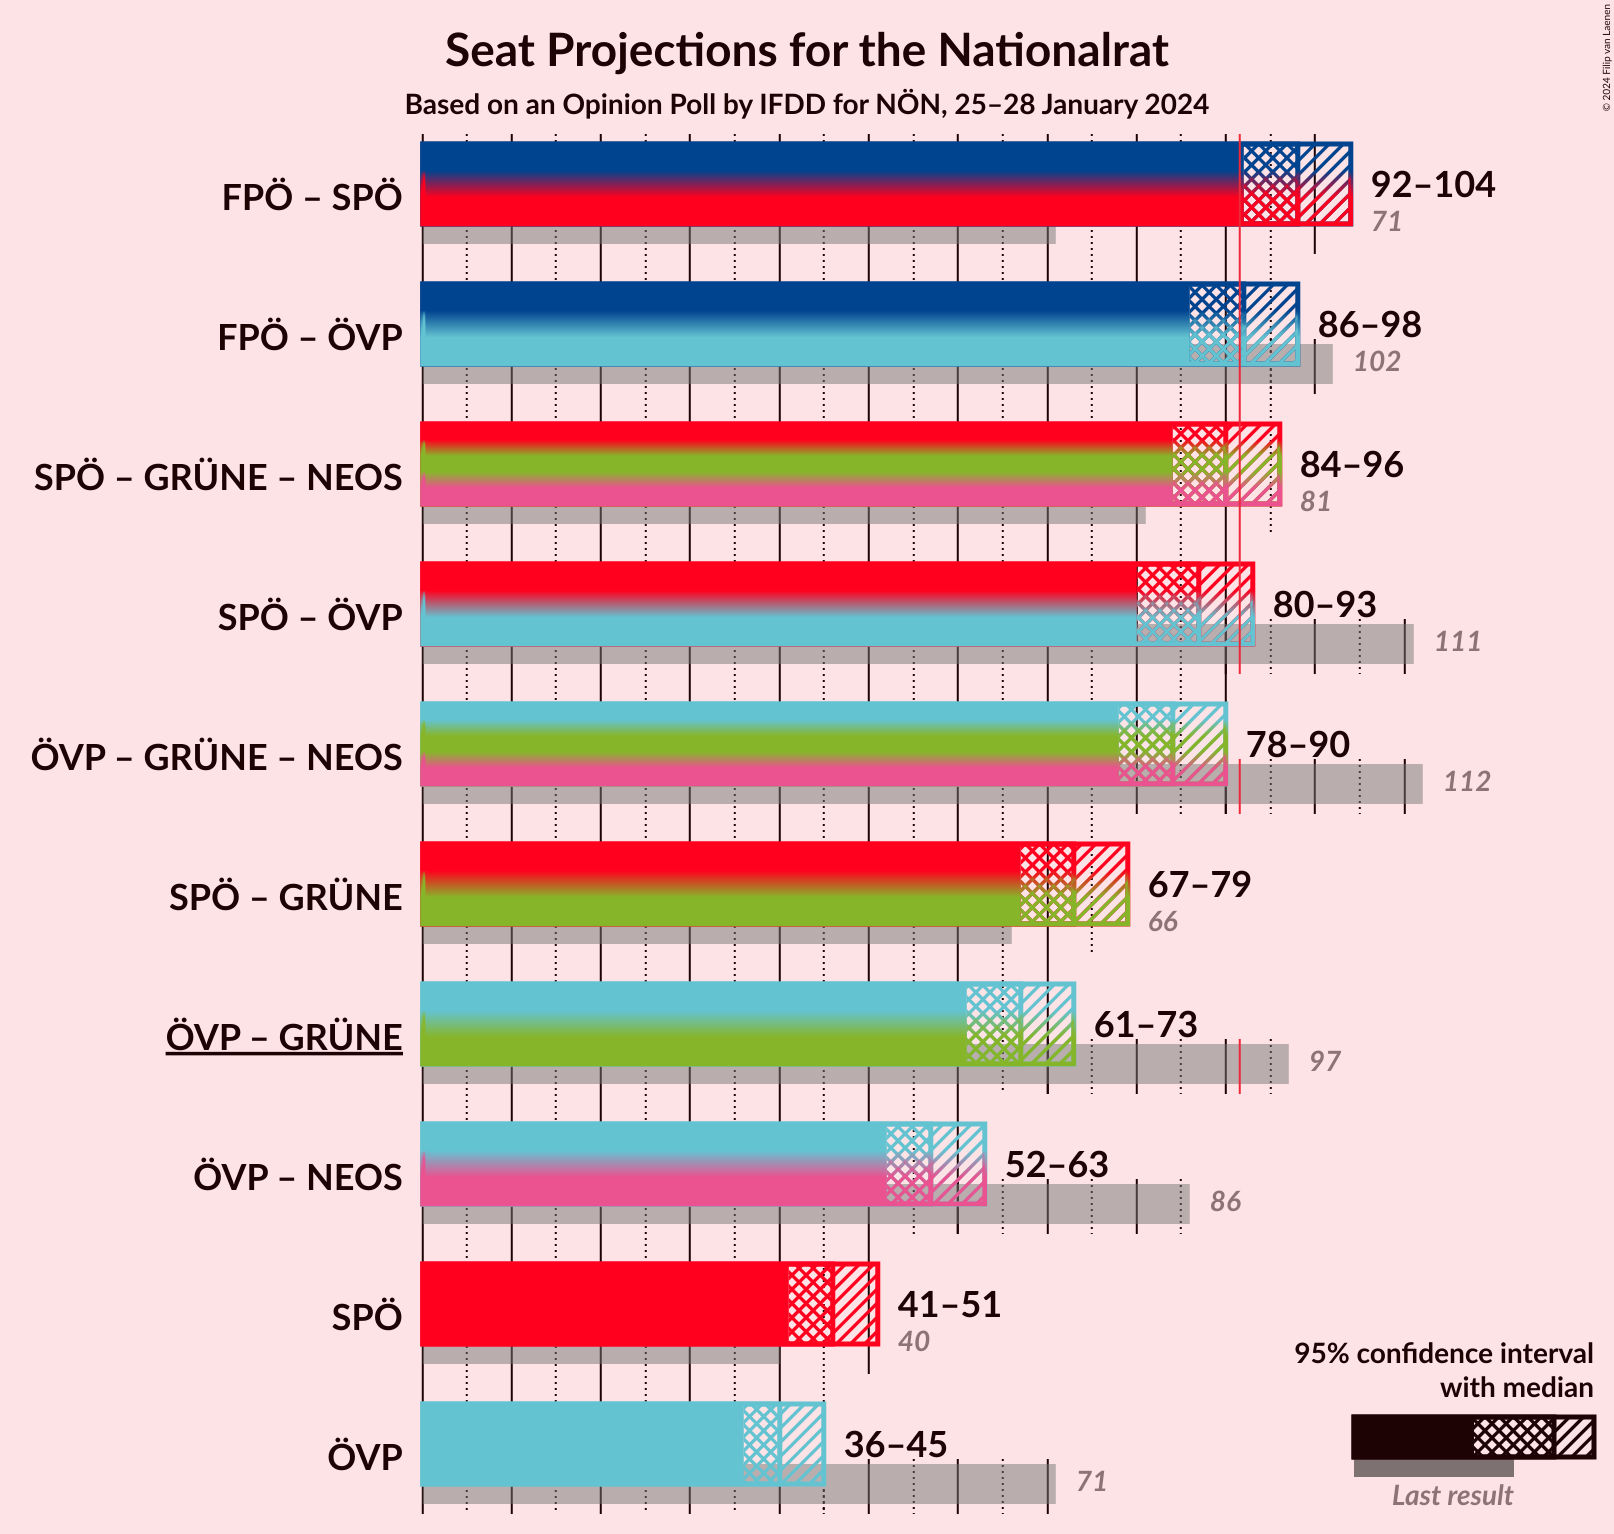 Seat Projections for the Nationalrat
Based on an Opinion Poll by IFDD for NÖN, 25–28 January 2024
© 2024 Filip van Laenen
FPÖ – SPÖ
92–104
71
FPÖ – ÖVP
86–98
102
SPÖ – GRÜNE – NEOS
84–96
81
SPÖ – ÖVP
80–93
111
ÖVP – GRÜNE – NEOS
78–90
112
SPÖ – GRÜNE
67–79
66
ÖVP – GRÜNE
61–73
97
ÖVP – NEOS
52–63
86
SPÖ
41–51
40
ÖVP
36–45
71
95% confidence interval
with median
Last result